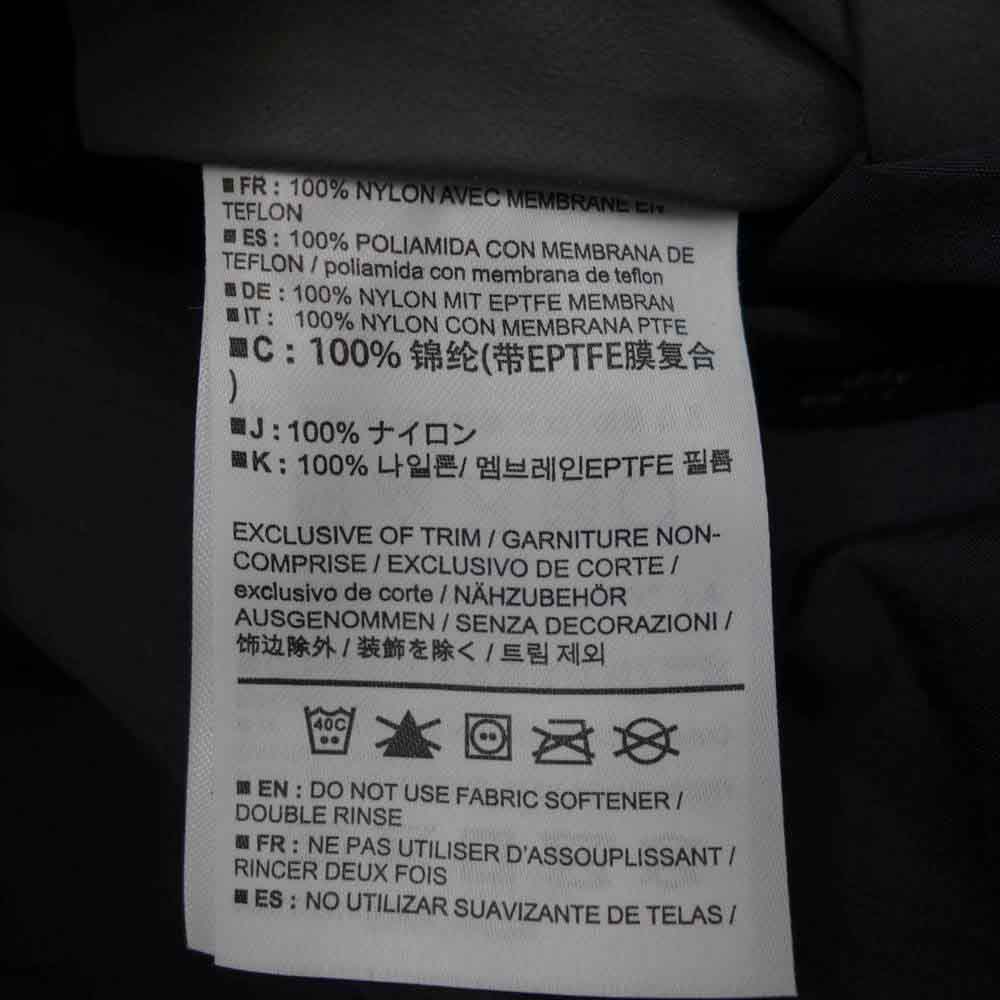 ■ FR : 100% NYLON AVEC MEMBRANE EN
TEFLON
■ ES : 100% POLIAMIDA CON MEMBRANA DE
TEFLON / poliamida con membrana de teflon
■ DE : 100% NYLON MIT EPTFE MEMBRAN
■ IT : 100% NYLON CON MEMBRANA PTFE
■ C : 100% 锦纶(带EPTFE膜复合
)
■ J : 100% ナイロン
■ K : 100% 나일론/ 멤브레인EPTFE 필름
EXCLUSIVE OF TRIM / GARNITURE NON-
COMPRISE / EXCLUSIVO DE CORTE /
exclusivo de corte / NÄHZUBEHÖR
AUSGENOMMEN / SENZA DECORAZIONI /
饰边除外 / 装飾を除く / 트림 제외
40C
■ EN : DO NOT USE FABRIC SOFTENER /
DOUBLE RINSE
■ FR : NE PAS UTILISER D'ASSOUPLISSANT /
RINCER DEUX FOIS
■ ES : NO UTILIZAR SUAVIZANTE DE TELAS /